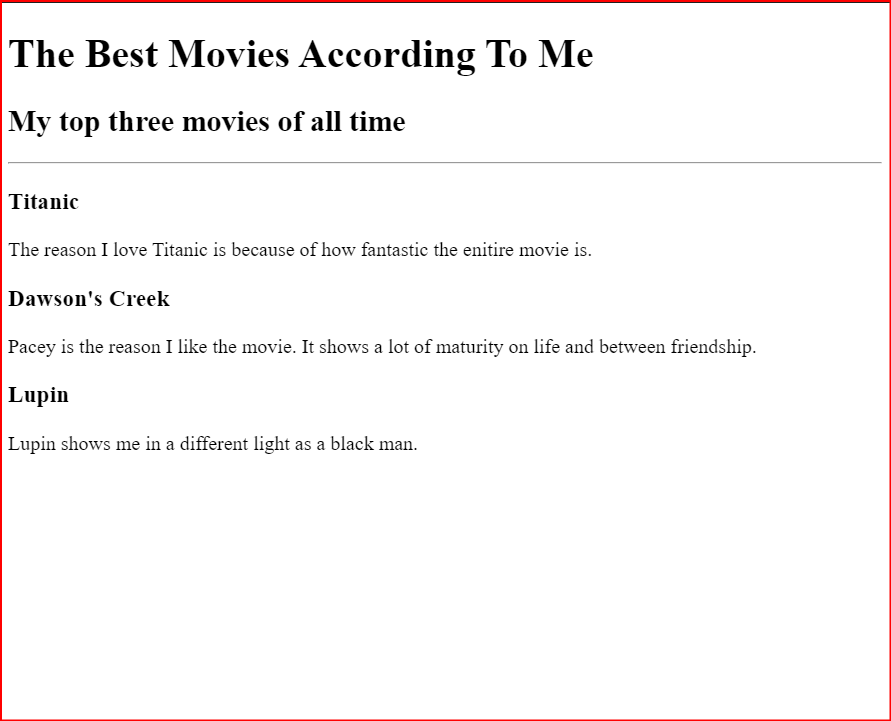 The Best Movies According To Me
My top three movies of all time
Titanic
The reason I love Titanic is because of how fantastic the enitire movie is.
Dawson's Creek
Pacey is the reason I like the movie. It shows a lot of maturity on life and between friendship.
Lupin
Lupin shows me in a different light as a black man.